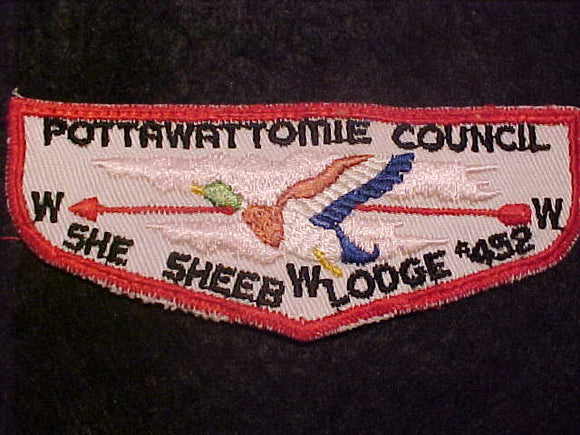 POTTAWATTOMIE COUNCIL
W W
SHE SHEEB W LODGE #492